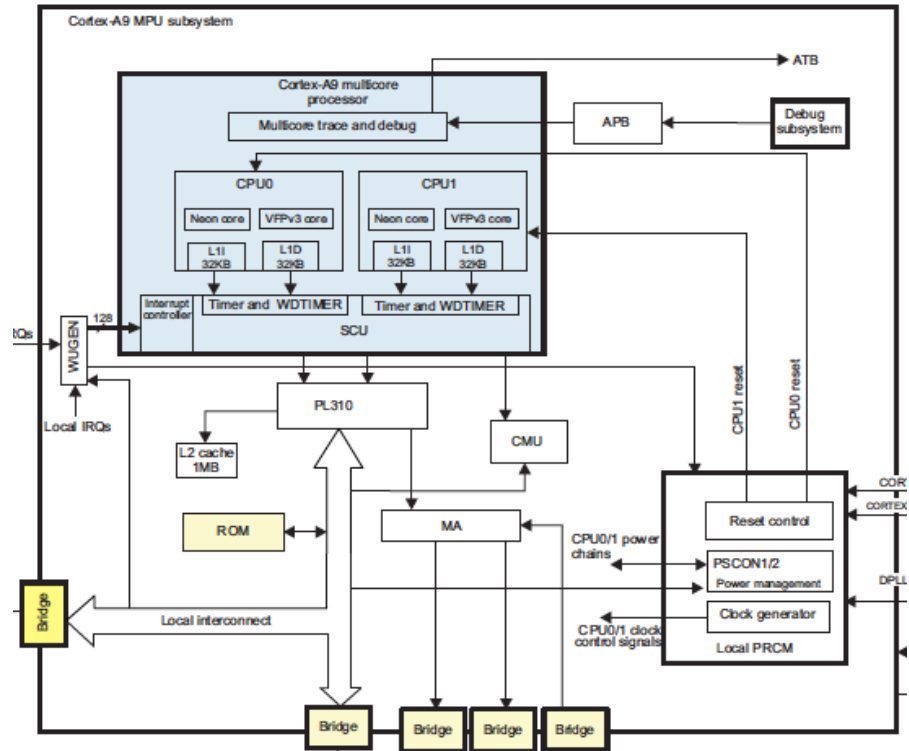 Cortex-A9 MPU subsystem
ATB
Cortex-A9 multicore
processor
Multicore trace and debug
APB
Debug
subsystem
CPU0
CPU1
Neon core
VFPv3 core
Neon core
VFPv3 core
L1I
32KB
L1D
32KB
L1I
32KB
L1D
32KB
Interrupt
controller
Timer and WDTIMER
Timer and WDTIMER
SCU
128
RQs
WUGEN
Local IRQs
CPU1 reset
CPU0 reset
PL310
CMU
L2 cache
1MB
ROM
MA
CORT
CORTEX
Reset control
CPU0/1 power
chains
PSCON1/2
Power management
DPLL
Clock generator
CPU0/1 clock
control signals
Local PRCM
Bridge
Local interconnect
Bridge
Bridge
Bridge
Bridge